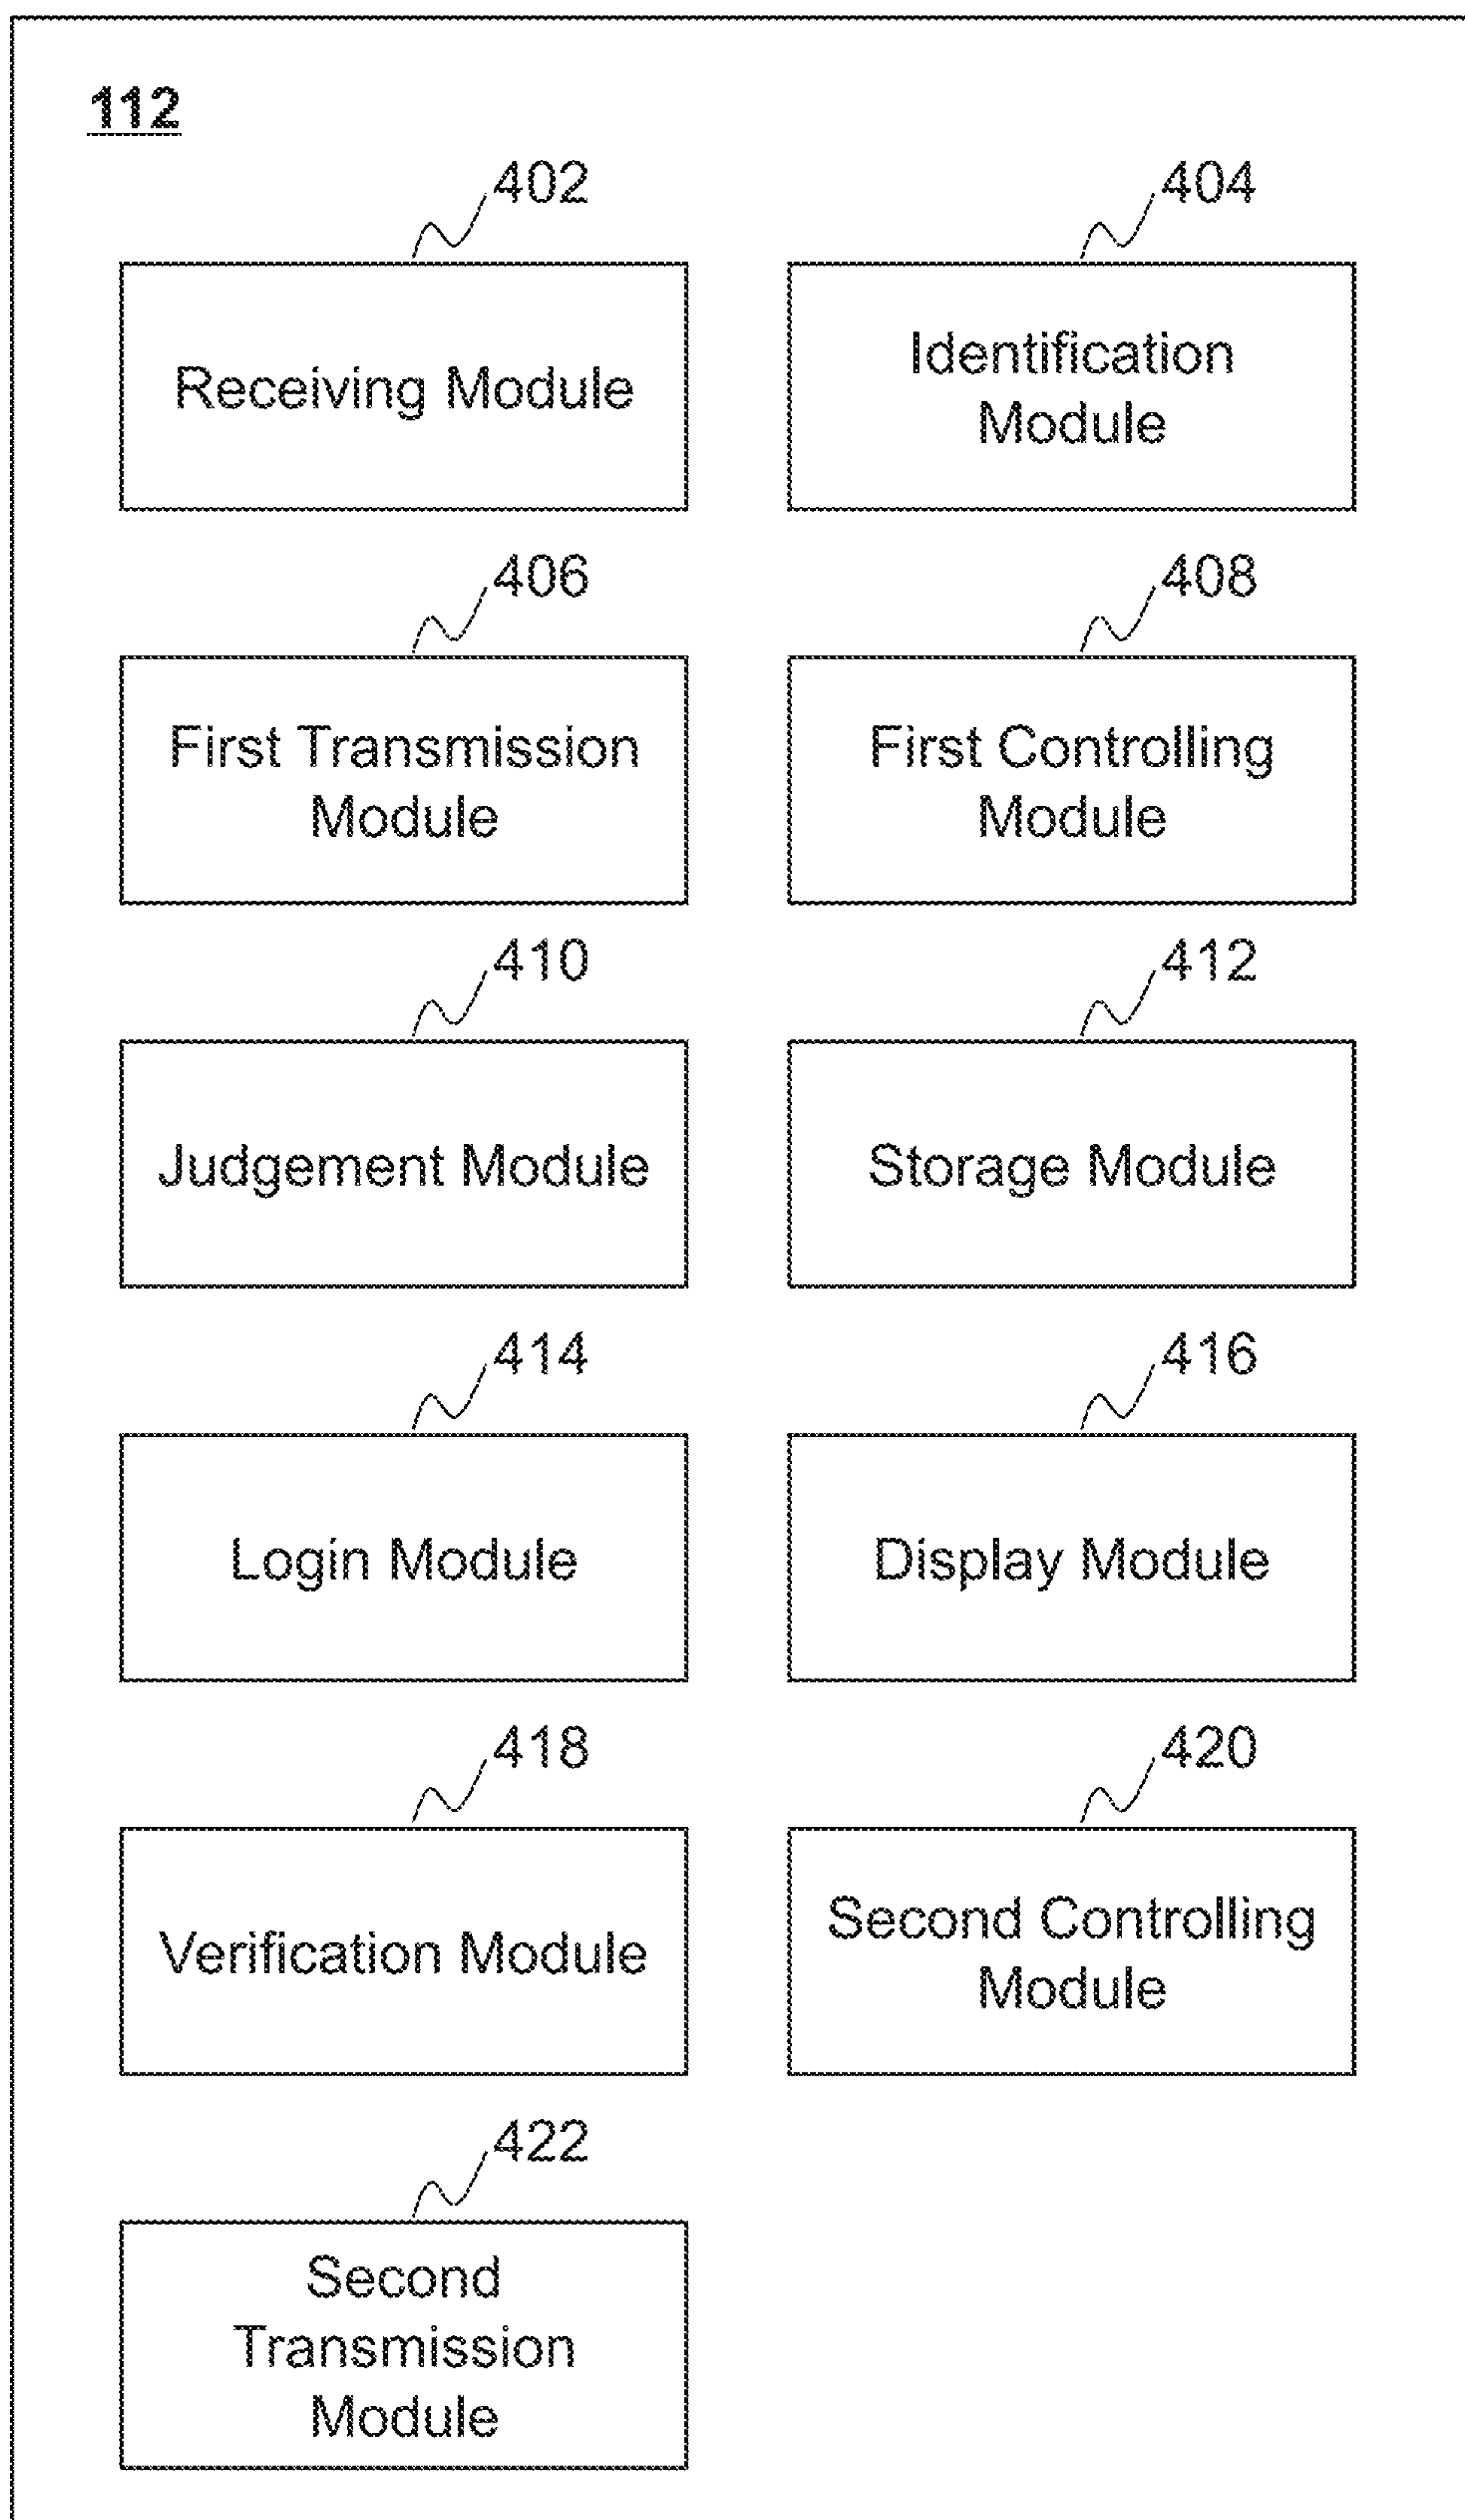 112
402
404
Receiving Module
Identification
Module
406
408
First Transmission
Module
First Controlling
Module
410
412
Judgement Module
Storage Module
414
416
Login Module
Display Module
418
420
Verification Module
Second Controlling
Module
422
Second
Transmission
Module